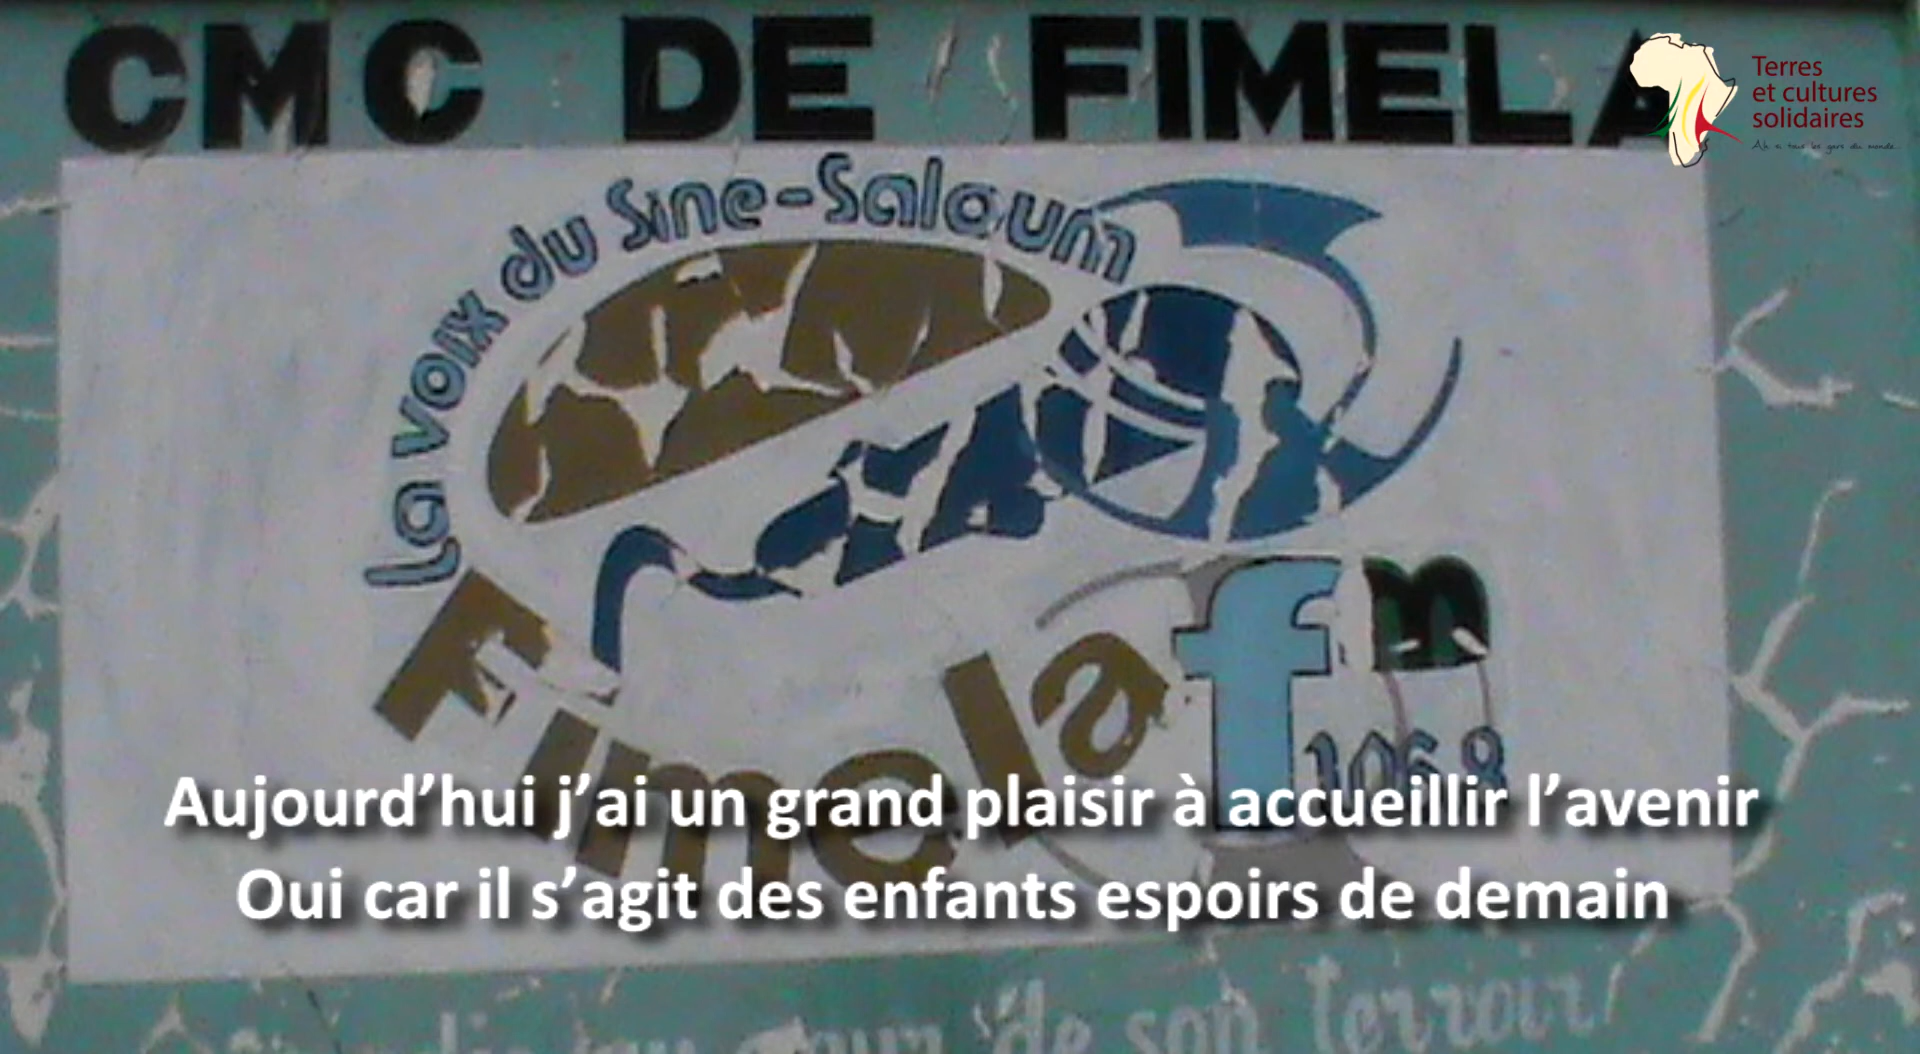 CMC DE FIMELA
Terres
et cultures
solidaires
La voix du Sine-Saloum
Fimela fm
106.8
Aujourd’hui j’ai un grand plaisir à accueillir l’avenir
Oui car il s’agit des enfants espoirs de demain
de son terroir